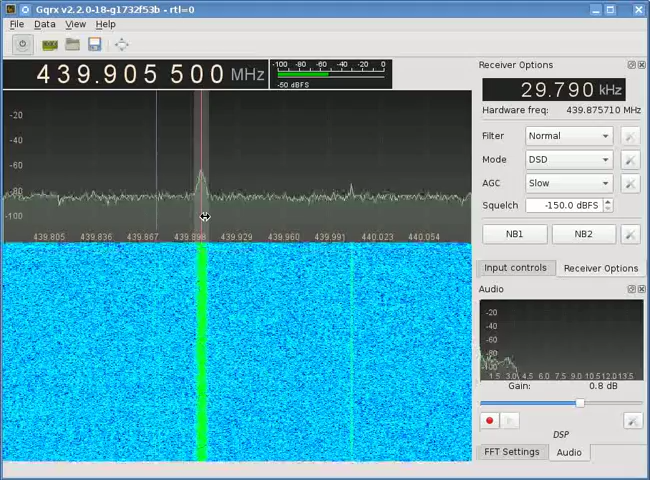 Gqrx v2.2.0-18-g1732f53b - rtl=0
File Data View Help
439.905 500 MHz
-100 -80 -60 -40 -20 0
-50 dBFS
-20
-40
-60
-80
-100
439.805 439.836 439.867 439.898 439.929 439.960 439.991 440.023 440.054
Receiver Options
29.790 kHz
Hardware freq: 439.875710 MHz
Filter Normal
Mode DSD
AGC Slow
Squelch -150.0 dBFS
NB1 NB2
Input controls Receiver Options
Audio
-20
-40
-60
-80
1.5 3.0 4.5 6.0 7.5 9.0 10.5 12.0 13.5
Gain: 0.8 dB
DSP
FFT Settings Audio